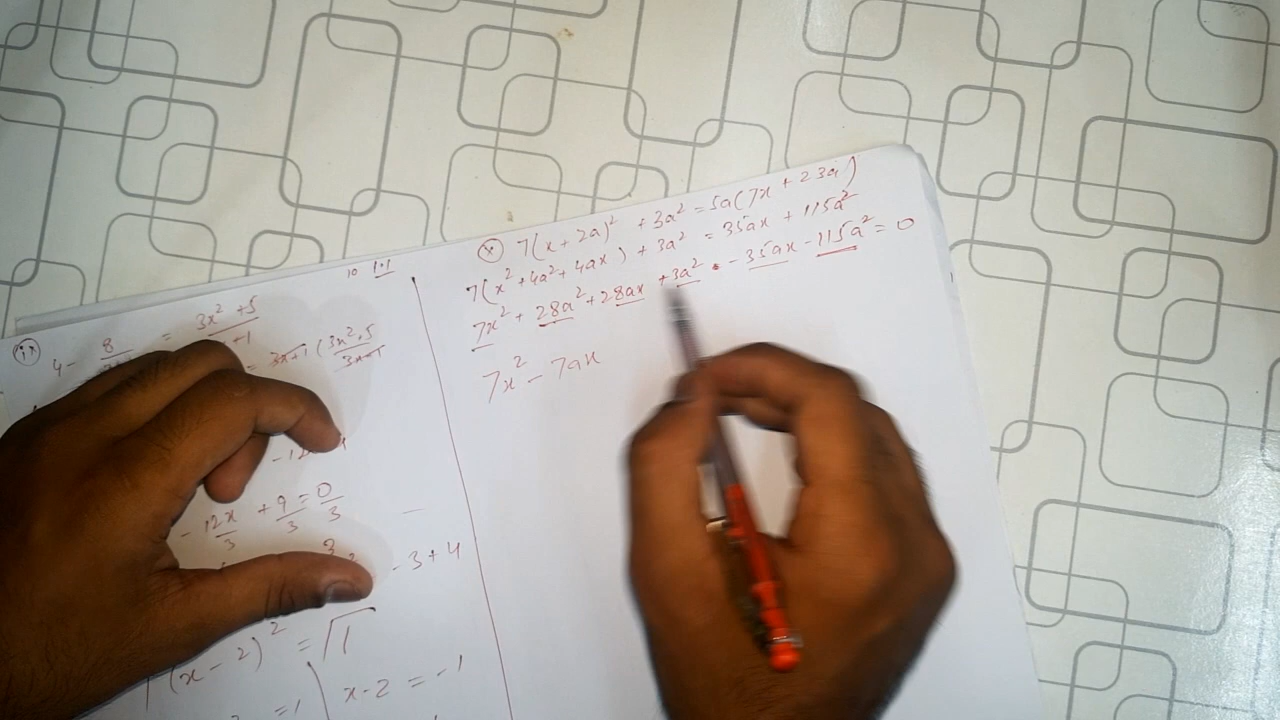 10 1.1
(ix) 4 - 8 = 3x² + 5
= 3x+1 (3x²+5 / 3x+1
- 12x/3 + 9/3 = 0/3
- 3 + 4
(x - 2)² = √1
x - 2 = -1
(x) 7(x + 2a)² + 3a² = 5a(7x + 23a)
7(x² + 4a² + 4ax) + 3a² = 35ax + 115a²
7x² + 28a² + 28ax + 3a² - 35ax - 115a² = 0
7x² - 7ax